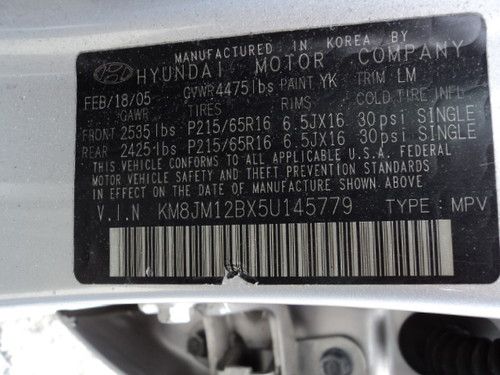 MANUFACTURED IN KOREA BY
HYUNDAI MOTOR COMPANY
FEB/18/05 GVWR4475lbs PAINT YK TRIM LM
GAWR TIRES RIMS COLD TIRE INFL
FRONT 2535lbs P215/65R16 6.5JX16 30psi SINGLE
REAR 2425lbs P215/65R16 6.5JX16 30psi SINGLE
THIS VEHICLE CONFORMS TO ALL APPLICABLE U.S.A. FEDERAL
MOTOR VEHICLE SAFETY AND THEFT PREVENTION STANDARDS
IN EFFECT ON THE DATE OF MANUFACTURE SHOWN ABOVE.
V.I.N KM8JM12BX5U145779 TYPE : MPV